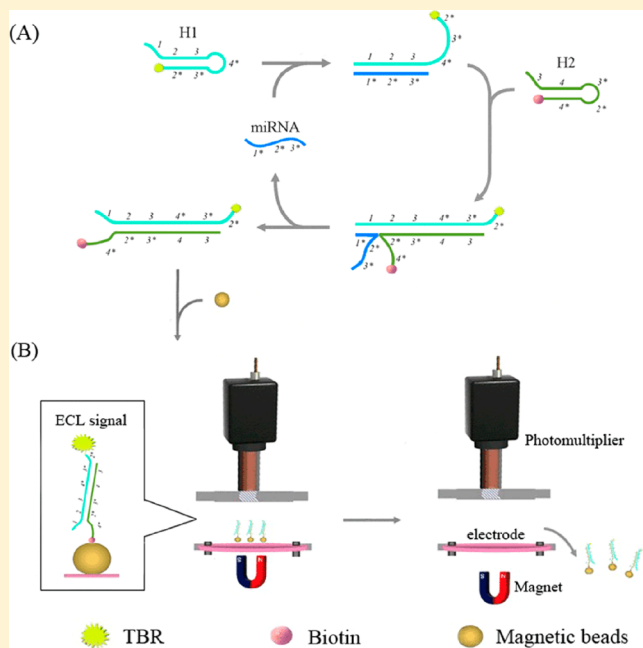 (A)
H1
1 2 3
4*
2* 3*
2*
3*
4*
1* 2* 3*
H2
3 4 3*
4* 2*
miRNA
1* 2* 3*
1 2 3 4* 3*
2*
4* 2* 3* 4 3
1 2 3 4* 3*
2*
1* 2* 3* 4 3
2* 4*
3*
(B)
ECL signal
Photomultiplier
electrode
Magnet
TBR
Biotin
Magnetic beads